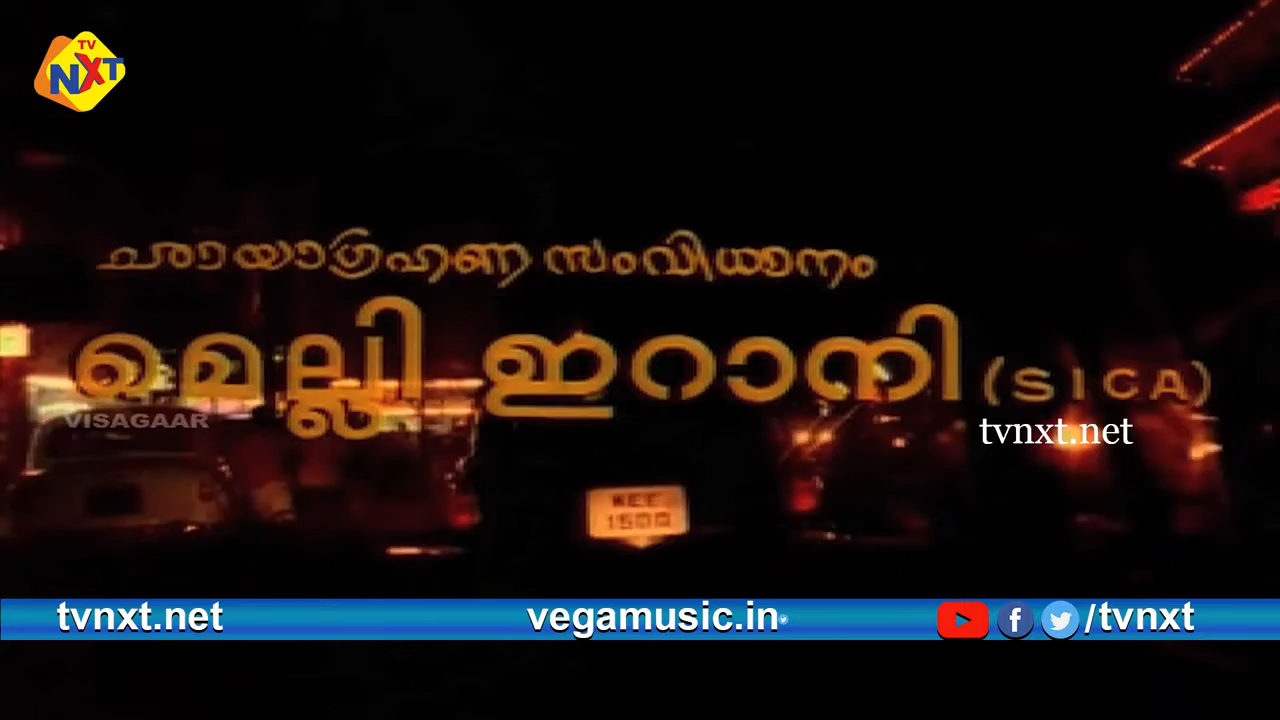 TV
NXT
ഛായാഗ്രഹണ സംവിധാനം
മെല്ലി ഇറാനി (SICA)
VISAGAAR
tvnxt.net
KEE
1500
tvnxt.net vegamusic.in /tvnxt